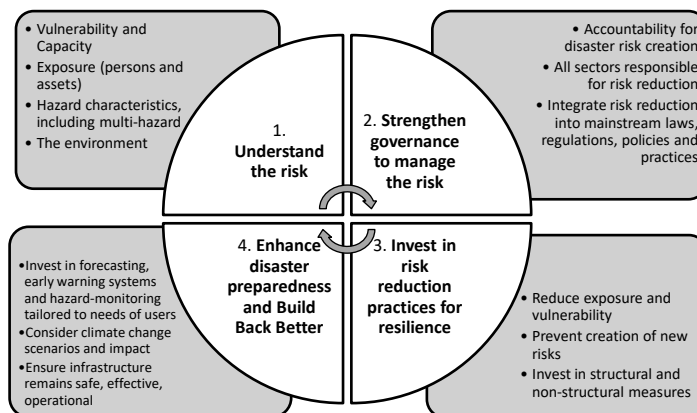 • Vulnerability and
Capacity
• Exposure (persons and
assets)
• Hazard characteristics,
including multi-hazard
• The environment
• Accountability for
disaster risk creation
• All sectors responsible
for risk reduction
• Integrate risk reduction
into mainstream laws,
regulations, policies and
practices
1.
Understand
the risk
2. Strengthen
governance
to manage
the risk
4. Enhance
disaster
preparedness
and Build
Back Better
3. Invest in
risk
reduction
practices for
resilience
•Invest in forecasting,
early warning systems
and hazard-monitoring
tailored to needs of users
•Consider climate change
scenarios and impact
•Ensure infrastructure
remains safe, effective,
operational
• Reduce exposure and
vulnerability
• Prevent creation of new
risks
• Invest in structural and
non-structural measures